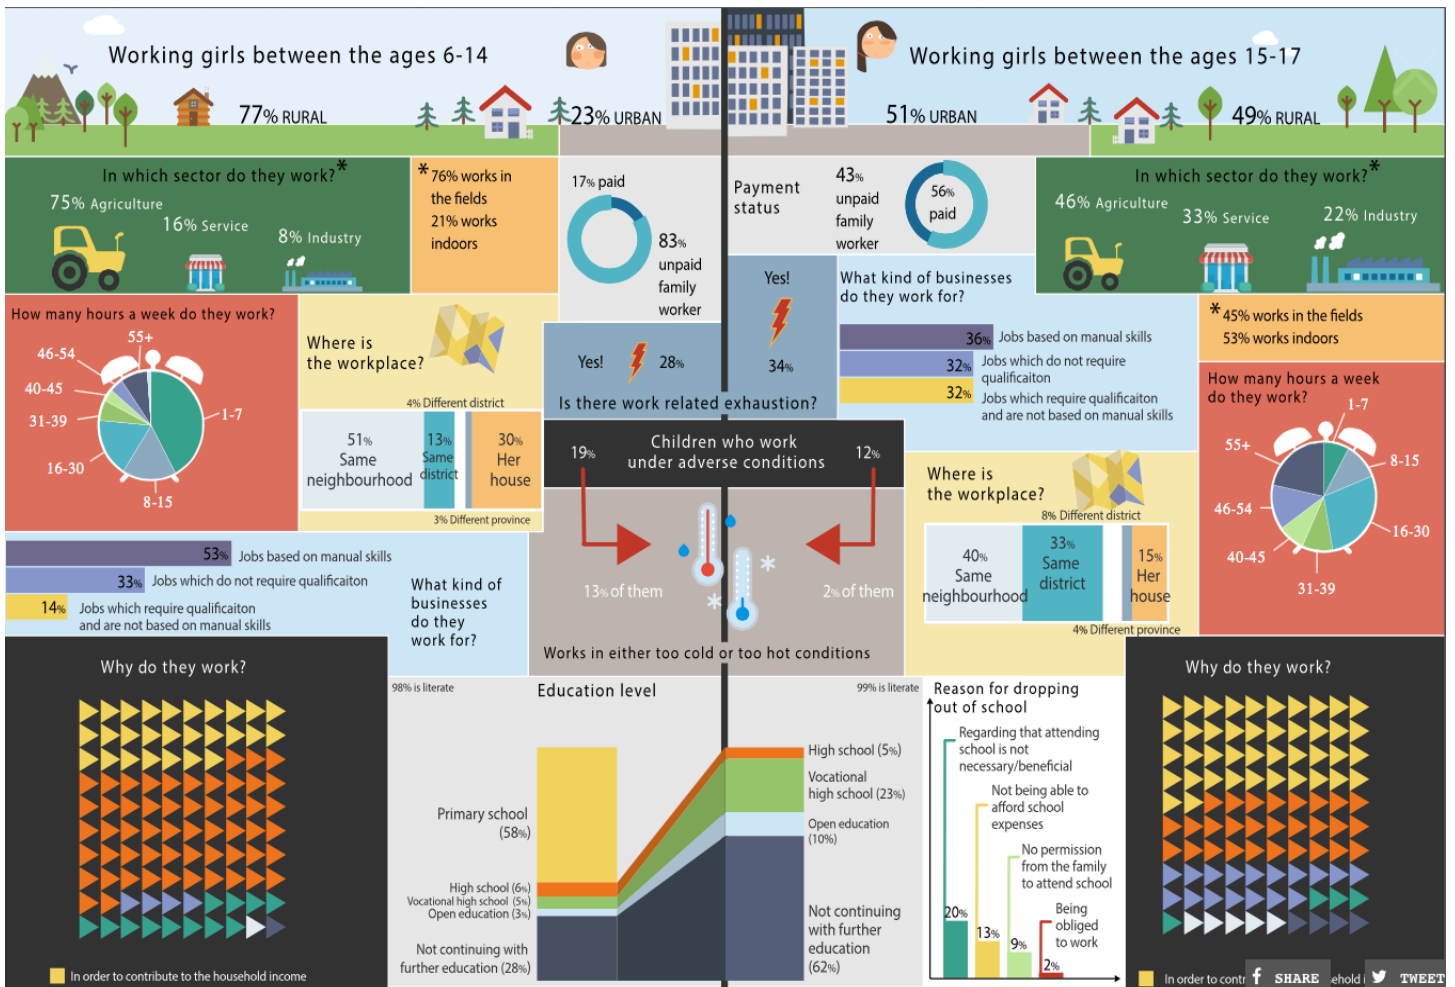 Working girls between the ages 6-14
77% RURAL
23% URBAN
Working girls between the ages 15-17
51% URBAN
49% RURAL
In which sector do they work?*
75% Agriculture
16% Service
8% Industry
*76% works in
the fields
21% works
indoors
17% paid
83%
unpaid
family
worker
Payment
status
43%
unpaid
family
worker
56%
paid
In which sector do they work?*
46% Agriculture
33% Service
22% Industry
*45% works in the fields
53% works indoors
How many hours a week do they work?
55+
46-54
40-45
31-39
16-30
8-15
1-7
Where is
the workplace?
4% Different district
51%
Same
neighbourhood
13%
Same
district
30%
Her
house
3% Different province
Yes!
28%
Yes!
34%
Is there work related exhaustion?
What kind of businesses
do they work for?
36% Jobs based on manual skills
32% Jobs which do not require
qualificaiton
32% Jobs which require qualificaiton
and are not based on manual skills
How many hours a week
do they work?
1-7
8-15
16-30
31-39
40-45
46-54
55+
19%
Children who work
under adverse conditions
12%
13% of them
2% of them
Works in either too cold or too hot conditions
Where is
the workplace?
8% Different district
40%
Same
neighbourhood
33%
Same
district
15%
Her
house
4% Different province
53% Jobs based on manual skills
33% Jobs which do not require qualificaiton
14% Jobs which require qualificaiton
and are not based on manual skills
What kind of
businesses
do they
work for?
Why do they work?
In order to contribute to the household income
98% is literate
Education level
99% is literate
Primary school
(58%)
High school (6%)
Vocational high school (5%)
Open education (3%)
Not continuing with
further education (28%)
High school (5%)
Vocational
high school (23%)
Open education
(10%)
Not continuing
with further
education
(62%)
Reason for dropping
out of school
Regarding that attending
school is not
necessary/beneficial
Not being able to
afford school
expenses
No permission
from the family
to attend school
Being
obliged
to work
20%
13%
9%
2%
Why do they work?
In order to
SHARE
TWEET